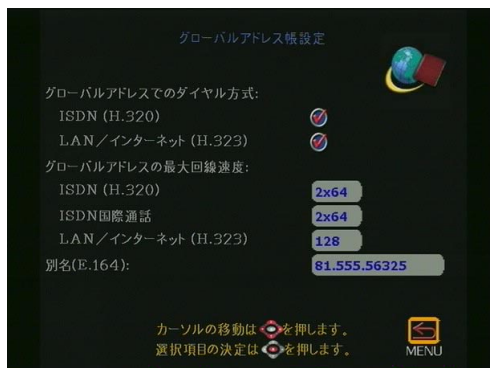 グローバルアドレス帳設定
グローバルアドレスでのダイヤル方式:
ISDN (H.320)
LAN／インターネット (H.323)
グローバルアドレスの最大回線速度:
ISDN (H.320) 2x64
ISDN国際通話 2x64
LAN／インターネット (H.323) 128
別名(E.164): 81.555.56325
カーソルの移動は を押します。
選択項目の決定は を押します。
MENU